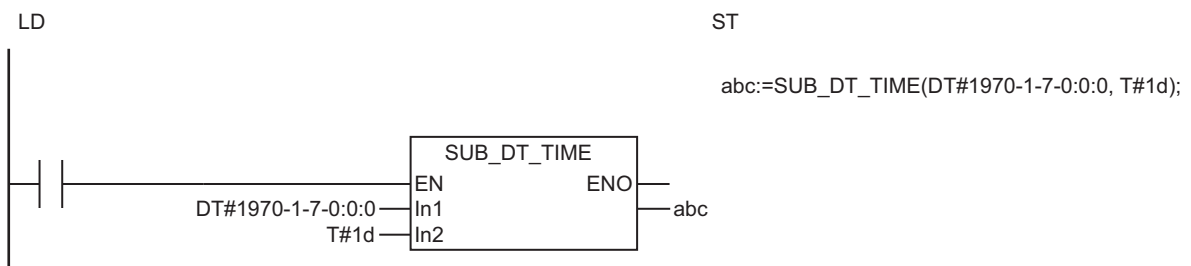 LD
ST
abc:=SUB_DT_TIME(DT#1970-1-7-0:0:0, T#1d);
SUB_DT_TIME
EN ENO
DT#1970-1-7-0:0:0 In1 abc
T#1d In2